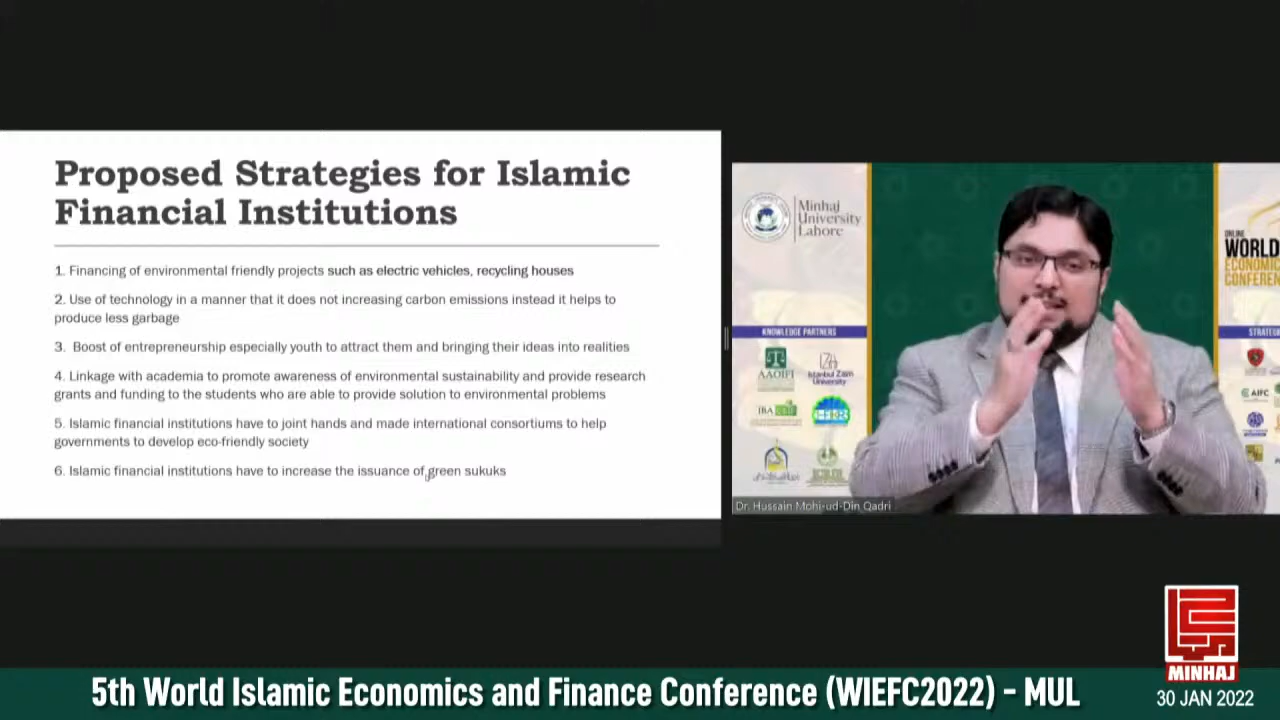 Proposed Strategies for Islamic
Financial Institutions
1. Financing of environmental friendly projects such as electric vehicles, recycling houses
2. Use of technology in a manner that it does not increasing carbon emissions instead it helps to
produce less garbage
3. Boost of entrepreneurship especially youth to attract them and bringing their ideas into realities
4. Linkage with academia to promote awareness of environmental sustainability and provide research
grants and funding to the students who are able to provide solution to environmental problems
5. Islamic financial institutions have to joint hands and made international consortiums to help
governments to develop eco-friendly society
6. Islamic financial institutions have to increase the issuance of green sukuks
Minhaj
University
Lahore
KNOWLEDGE PARTNERS
AAOIFI
Istanbul Zaim
University
IBA
ONLINE
WORLD
ECONOMIC
CONFERE
STRATEG
AIFC
Dr. Hussain Mohi-ud-Din Qadri
MINHAJ
5th World Islamic Economics and Finance Conference (WIEFC2022) - MUL
30 JAN 2022